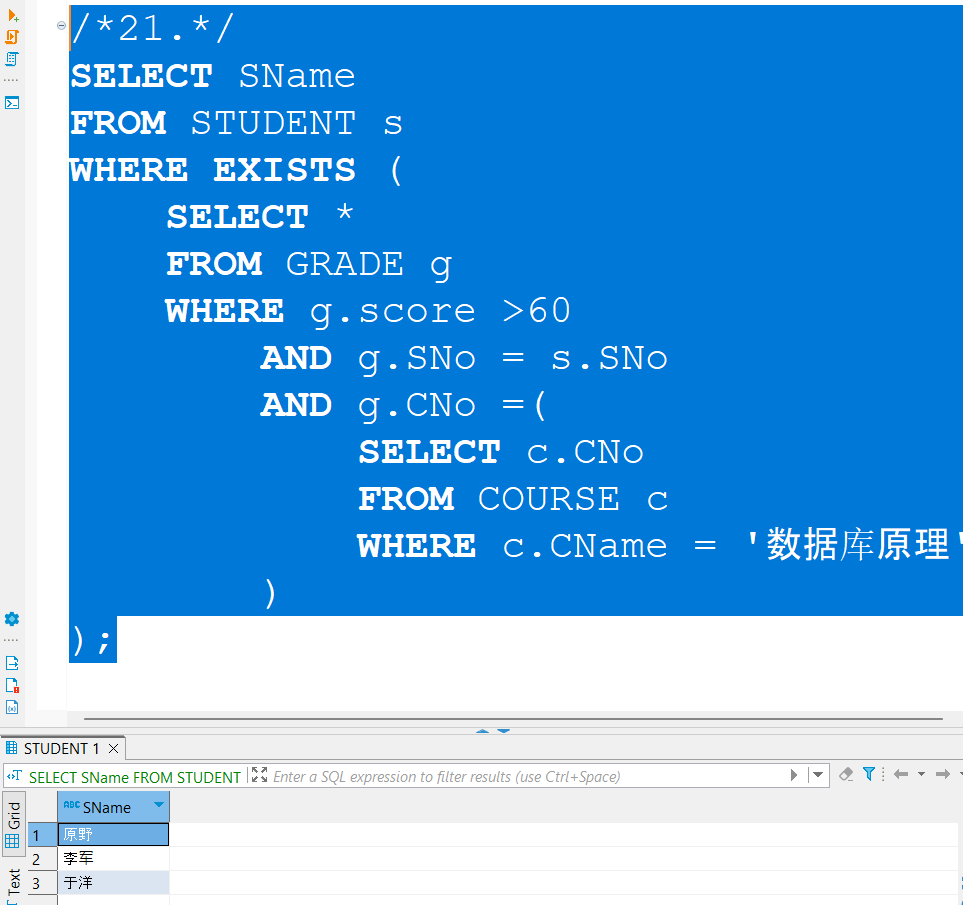 /*21.*/
SELECT SName
FROM STUDENT s
WHERE EXISTS (
SELECT *
FROM GRADE g
WHERE g.score >60
AND g.SNo = s.SNo
AND g.CNo =(
SELECT c.CNo
FROM COURSE c
WHERE c.CName = '数据库原理'
)
);
STUDENT 1
SELECT SName FROM STUDENT
Enter a SQL expression to filter results (use Ctrl+Space)
Grid
Text
ABC SName
1 原野
2 李军
3 于洋